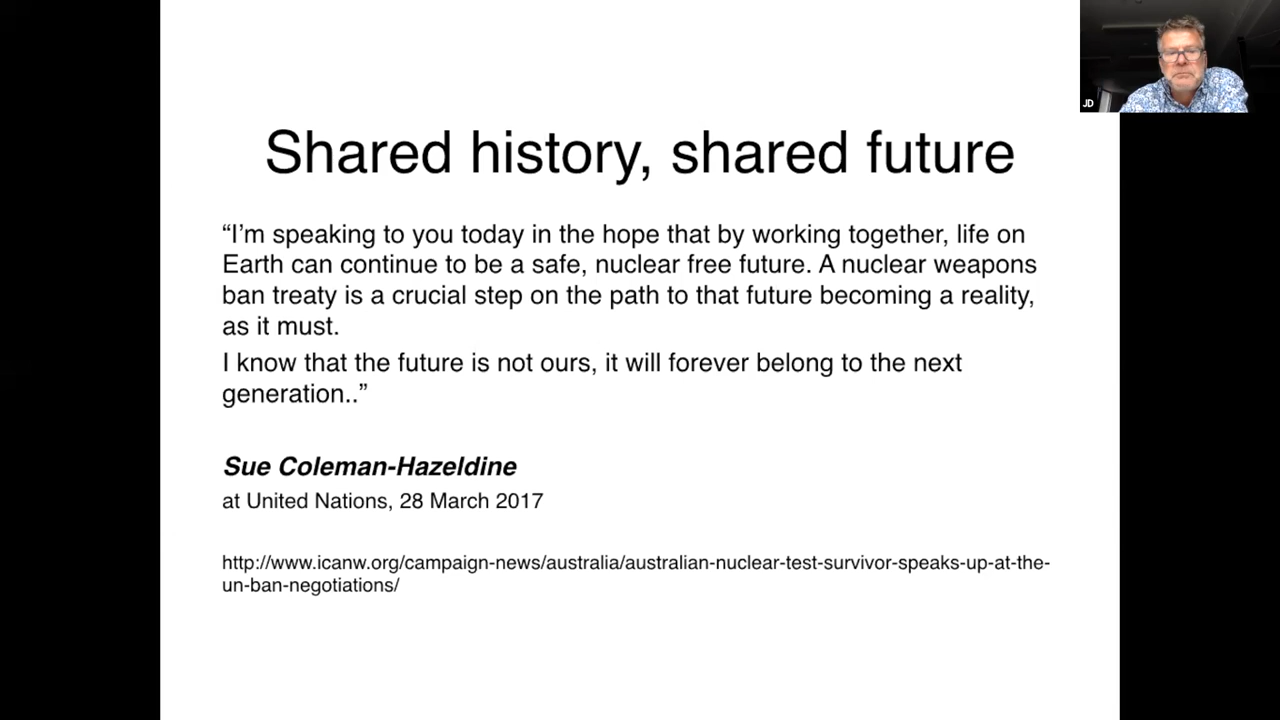 JD
Shared history, shared future
“I’m speaking to you today in the hope that by working together, life on
Earth can continue to be a safe, nuclear free future. A nuclear weapons
ban treaty is a crucial step on the path to that future becoming a reality,
as it must.
I know that the future is not ours, it will forever belong to the next
generation..”
Sue Coleman-Hazeldine
at United Nations, 28 March 2017
http://www.icanw.org/campaign-news/australia/australian-nuclear-test-survivor-speaks-up-at-the-
un-ban-negotiations/